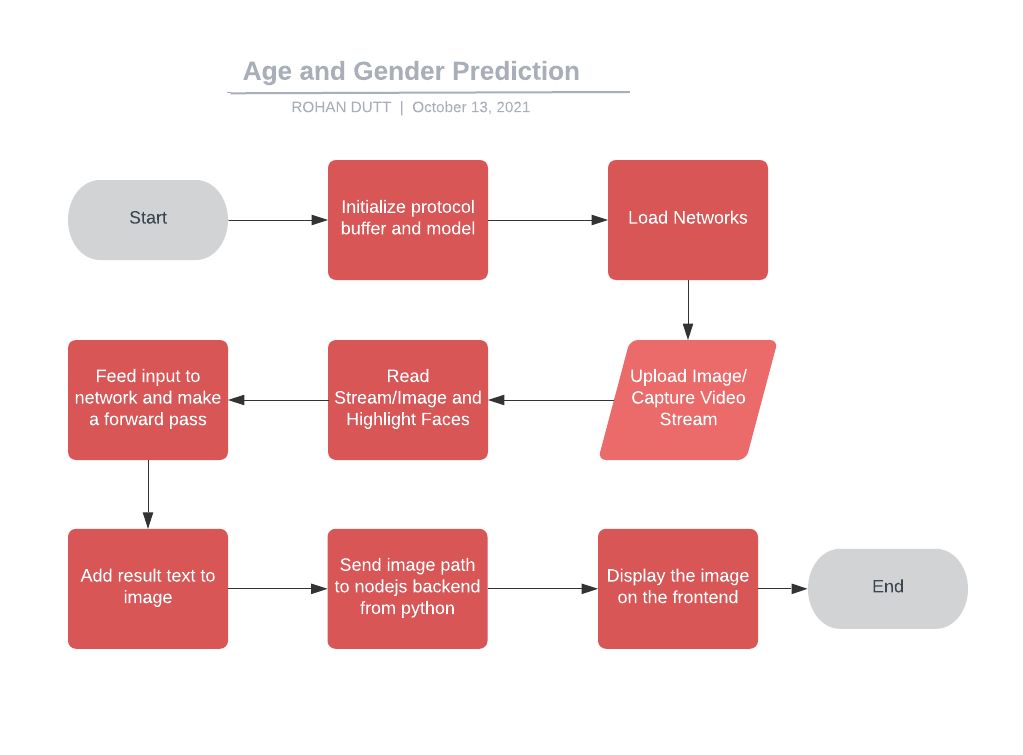 Age and Gender Prediction
ROHAN DUTT | October 13, 2021
Start
Initialize protocol
buffer and model
Load Networks
Upload Image/
Capture Video
Stream
Read
Stream/Image and
Highlight Faces
Feed input to
network and make
a forward pass
Add result text to
image
Send image path
to nodejs backend
from python
Display the image
on the frontend
End